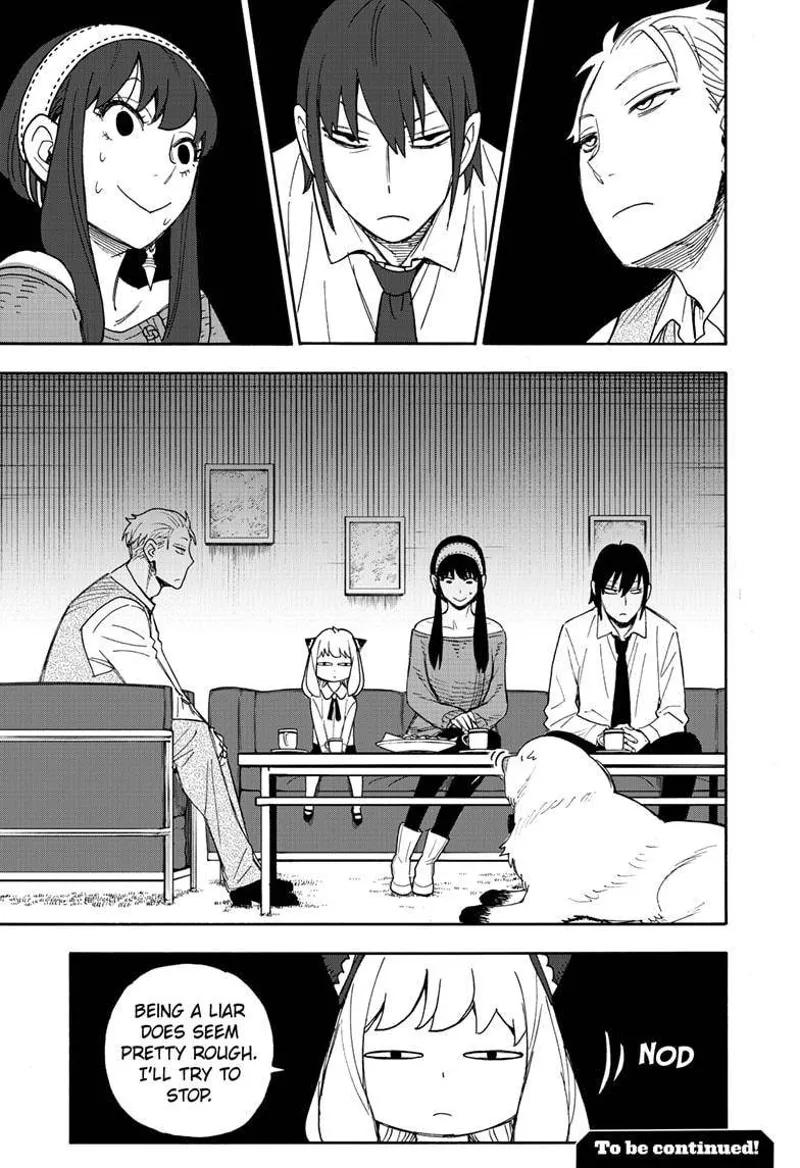 BEING A LIAR
DOES SEEM
PRETTY ROUGH.
I'LL TRY TO
STOP.
NOD
To be continued!